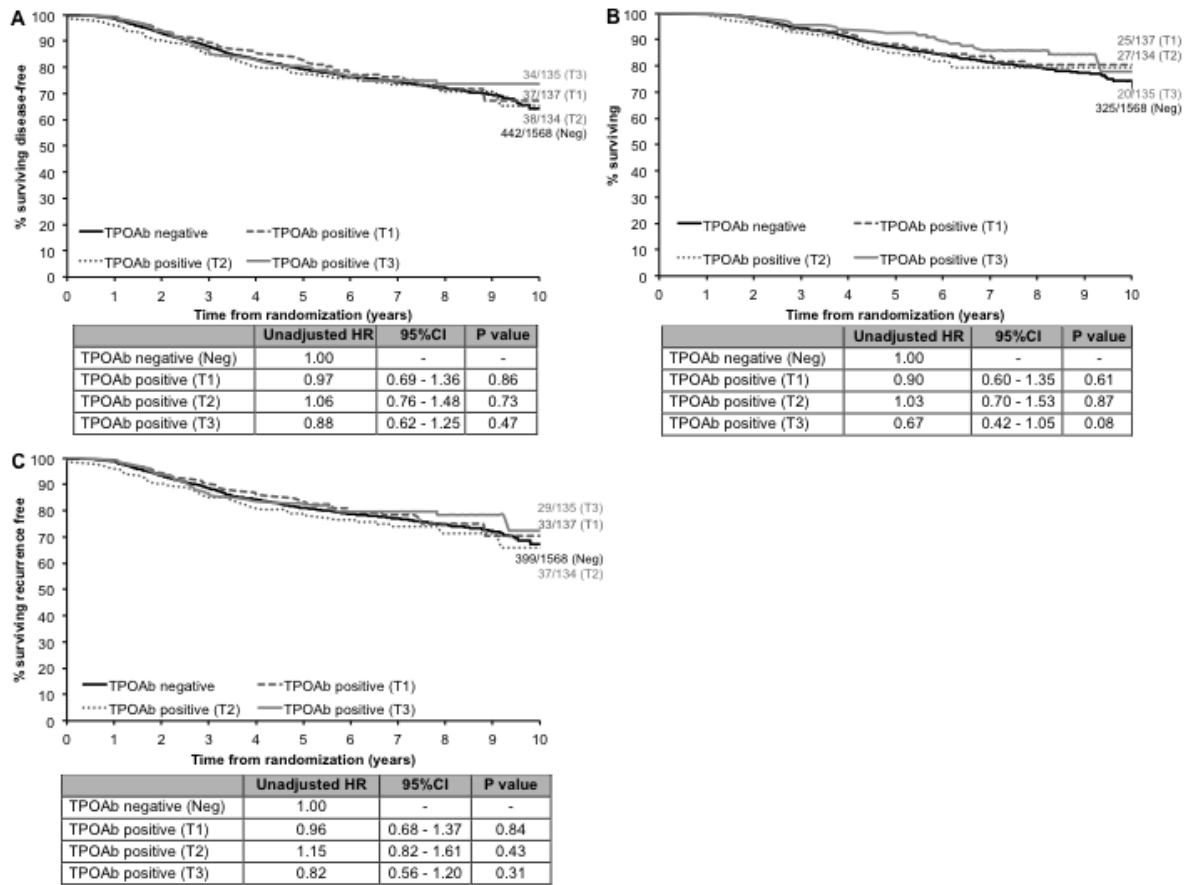 A
100
90
80
70
60
50
40
30
20
10
0
% surviving disease-free
34/135 (T3)
37/137 (T1)
38/134 (T2)
442/1568 (Neg)
TPOAb negative TPOAb positive (T1)
TPOAb positive (T2) TPOAb positive (T3)
0 1 2 3 4 5 6 7 8 9 10
Time from randomization (years)
Unadjusted HR 95%CI P value
TPOAb negative (Neg) 1.00 - -
TPOAb positive (T1) 0.97 0.69 - 1.36 0.86
TPOAb positive (T2) 1.06 0.76 - 1.48 0.73
TPOAb positive (T3) 0.88 0.62 - 1.25 0.47
B
100
90
80
70
60
50
40
30
20
10
0
% surviving
25/137 (T1)
27/134 (T2)
20/135 (T3)
325/1568 (Neg)
TPOAb negative TPOAb positive (T1)
TPOAb positive (T2) TPOAb positive (T3)
0 1 2 3 4 5 6 7 8 9 10
Time from randomization (years)
Unadjusted HR 95%CI P value
TPOAb negative (Neg) 1.00 - -
TPOAb positive (T1) 0.90 0.60 - 1.35 0.61
TPOAb positive (T2) 1.03 0.70 - 1.53 0.87
TPOAb positive (T3) 0.67 0.42 - 1.05 0.08
C
100
90
80
70
60
50
40
30
20
10
0
% surviving recurrence free
29/135 (T3)
33/137 (T1)
399/1568 (Neg)
37/134 (T2)
TPOAb negative TPOAb positive (T1)
TPOAb positive (T2) TPOAb positive (T3)
0 1 2 3 4 5 6 7 8 9 10
Time from randomization (years)
Unadjusted HR 95%CI P value
TPOAb negative (Neg) 1.00 - -
TPOAb positive (T1) 0.96 0.68 - 1.37 0.84
TPOAb positive (T2) 1.15 0.82 - 1.61 0.43
TPOAb positive (T3) 0.82 0.56 - 1.20 0.31